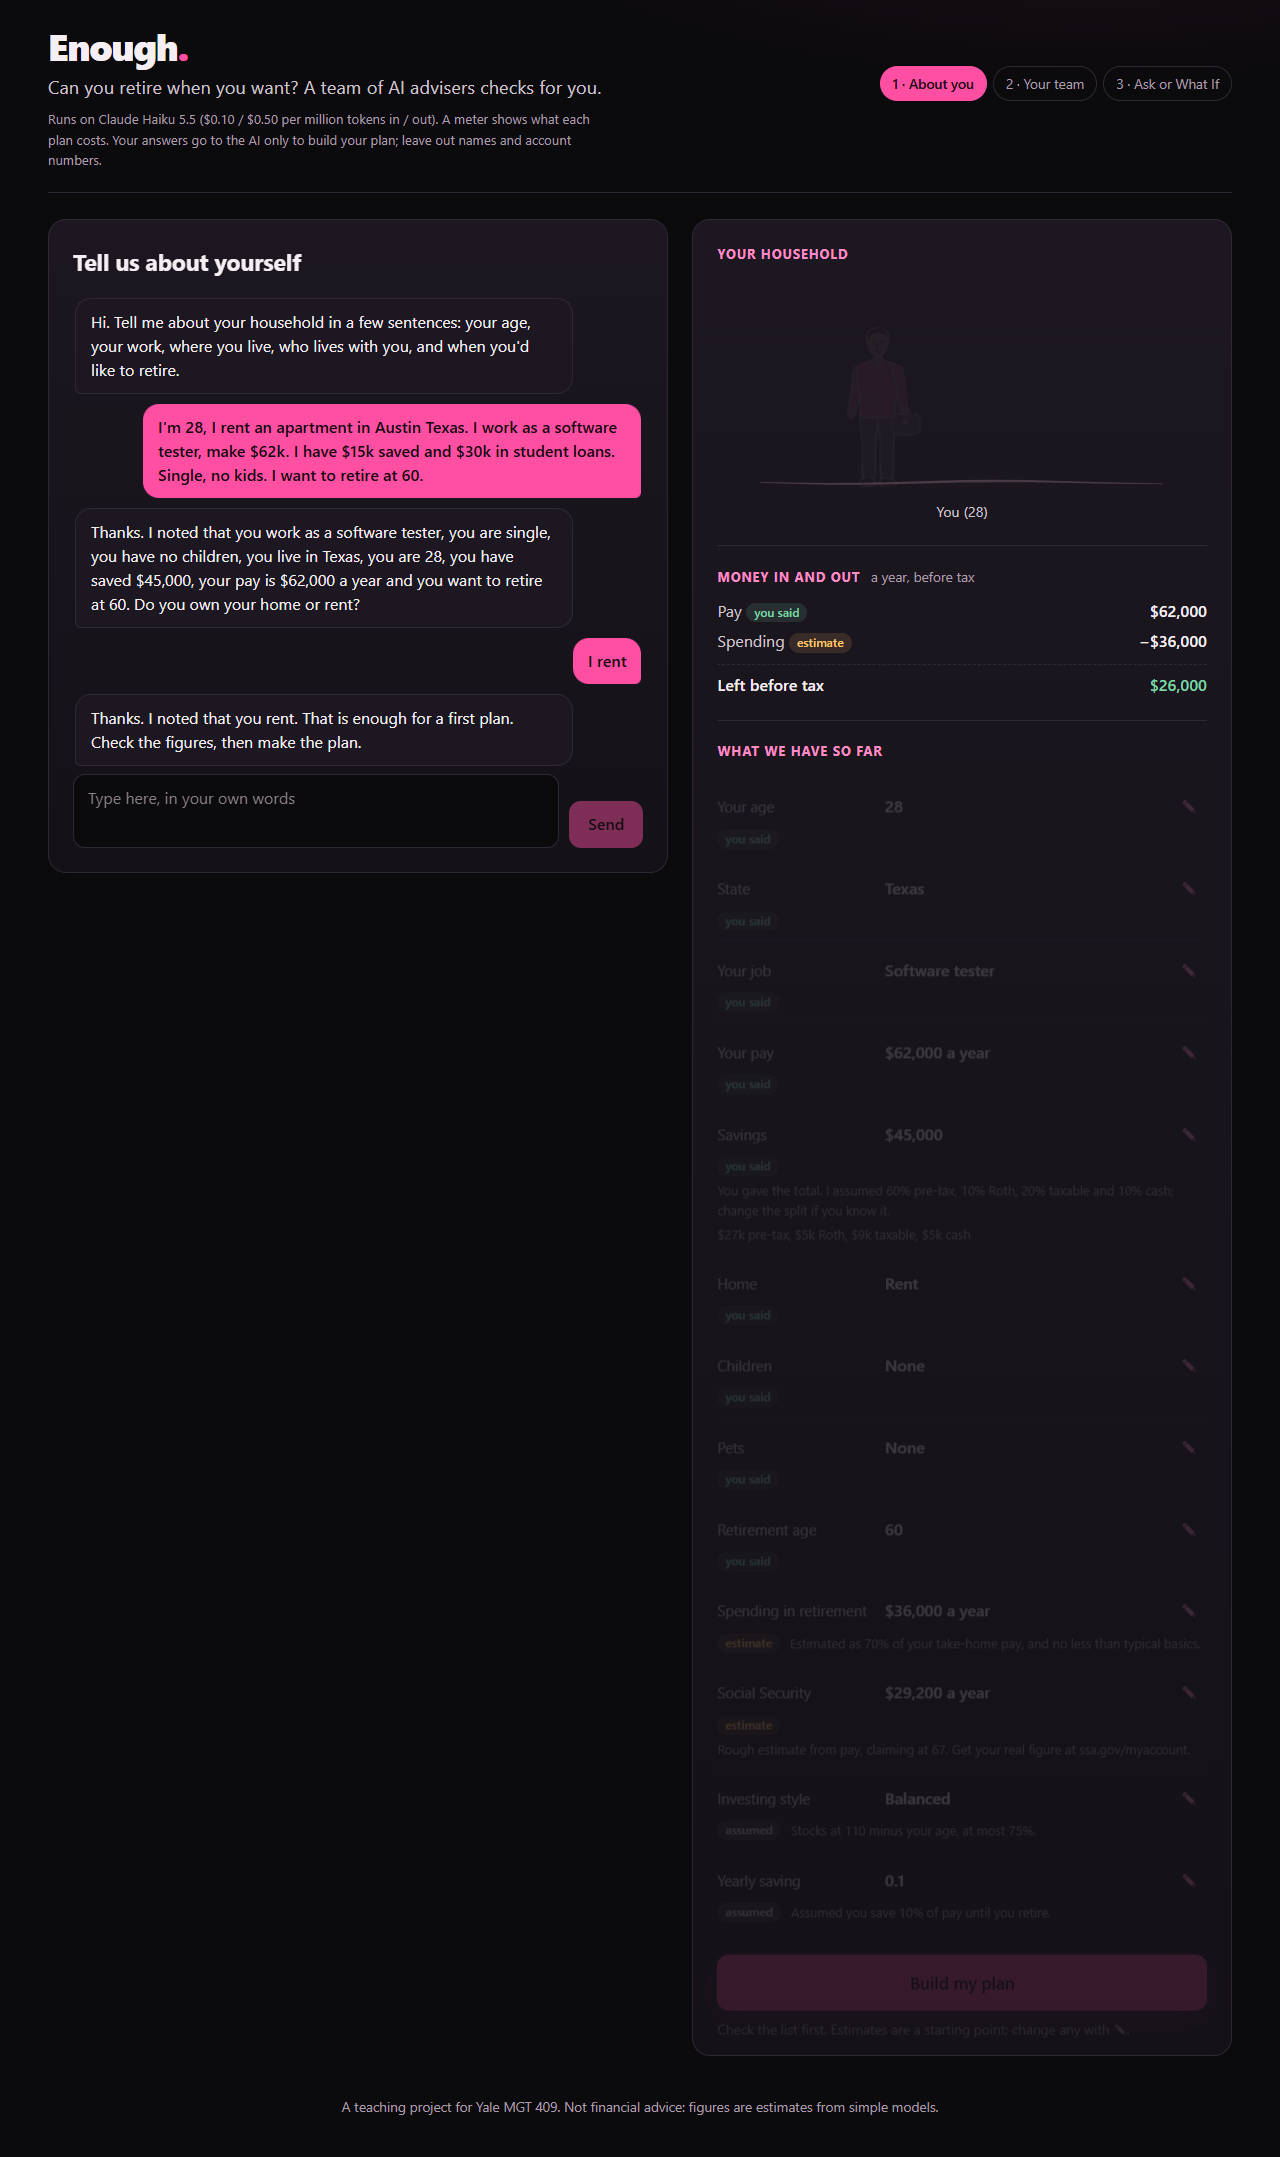 Enough.
Can you retire when you want? A team of AI advisers checks for you.
Runs on Claude Haiku 5.5 ($0.10 / $0.50 per million tokens in / out). A meter shows what each
plan costs. Your answers go to the AI only to build your plan; leave out names and account
numbers.
1 · About you
2 · Your team
3 · Ask or What If
Tell us about yourself
Hi. Tell me about your household in a few sentences: your age,
your work, where you live, who lives with you, and when you'd
like to retire.
I'm 28, I rent an apartment in Austin Texas. I work as a software
tester, make $62k. I have $15k saved and $30k in student loans.
Single, no kids. I want to retire at 60.
Thanks. I noted that you work as a software tester, you are single,
you have no children, you live in Texas, you are 28, you have
saved $45,000, your pay is $62,000 a year and you want to retire
at 60. Do you own your home or rent?
I rent
Thanks. I noted that you rent. That is enough for a first plan.
Check the figures, then make the plan.
Type here, in your own words
Send
YOUR HOUSEHOLD
You (28)
MONEY IN AND OUT a year, before tax
Pay you said $62,000
Spending estimate –$36,000
Left before tax $26,000
WHAT WE HAVE SO FAR
Your age 28
you said
State Texas
you said
Your job Software tester
you said
Your pay $62,000 a year
you said
Savings $45,000
you said
You gave the total. I assumed 60% pre-tax, 10% Roth, 20% taxable and 10% cash;
change the split if you know it.
$27k pre-tax, $5k Roth, $9k taxable, $5k cash
Home Rent
you said
Children None
you said
Pets None
you said
Retirement age 60
you said
Spending in retirement $36,000 a year
estimate Estimated as 70% of your take-home pay, and no less than typical basics.
Social Security $29,200 a year
estimate
Rough estimate from pay, claiming at 67. Get your real figure at ssa.gov/myaccount.
Investing style Balanced
assumed Stocks at 110 minus your age, at most 75%.
Yearly saving 0.1
assumed Assumed you save 10% of pay until you retire.
Build my plan
Check the list first. Estimates are a starting point; change any with ✎.
A teaching project for Yale MGT 409. Not financial advice: figures are estimates from simple models.